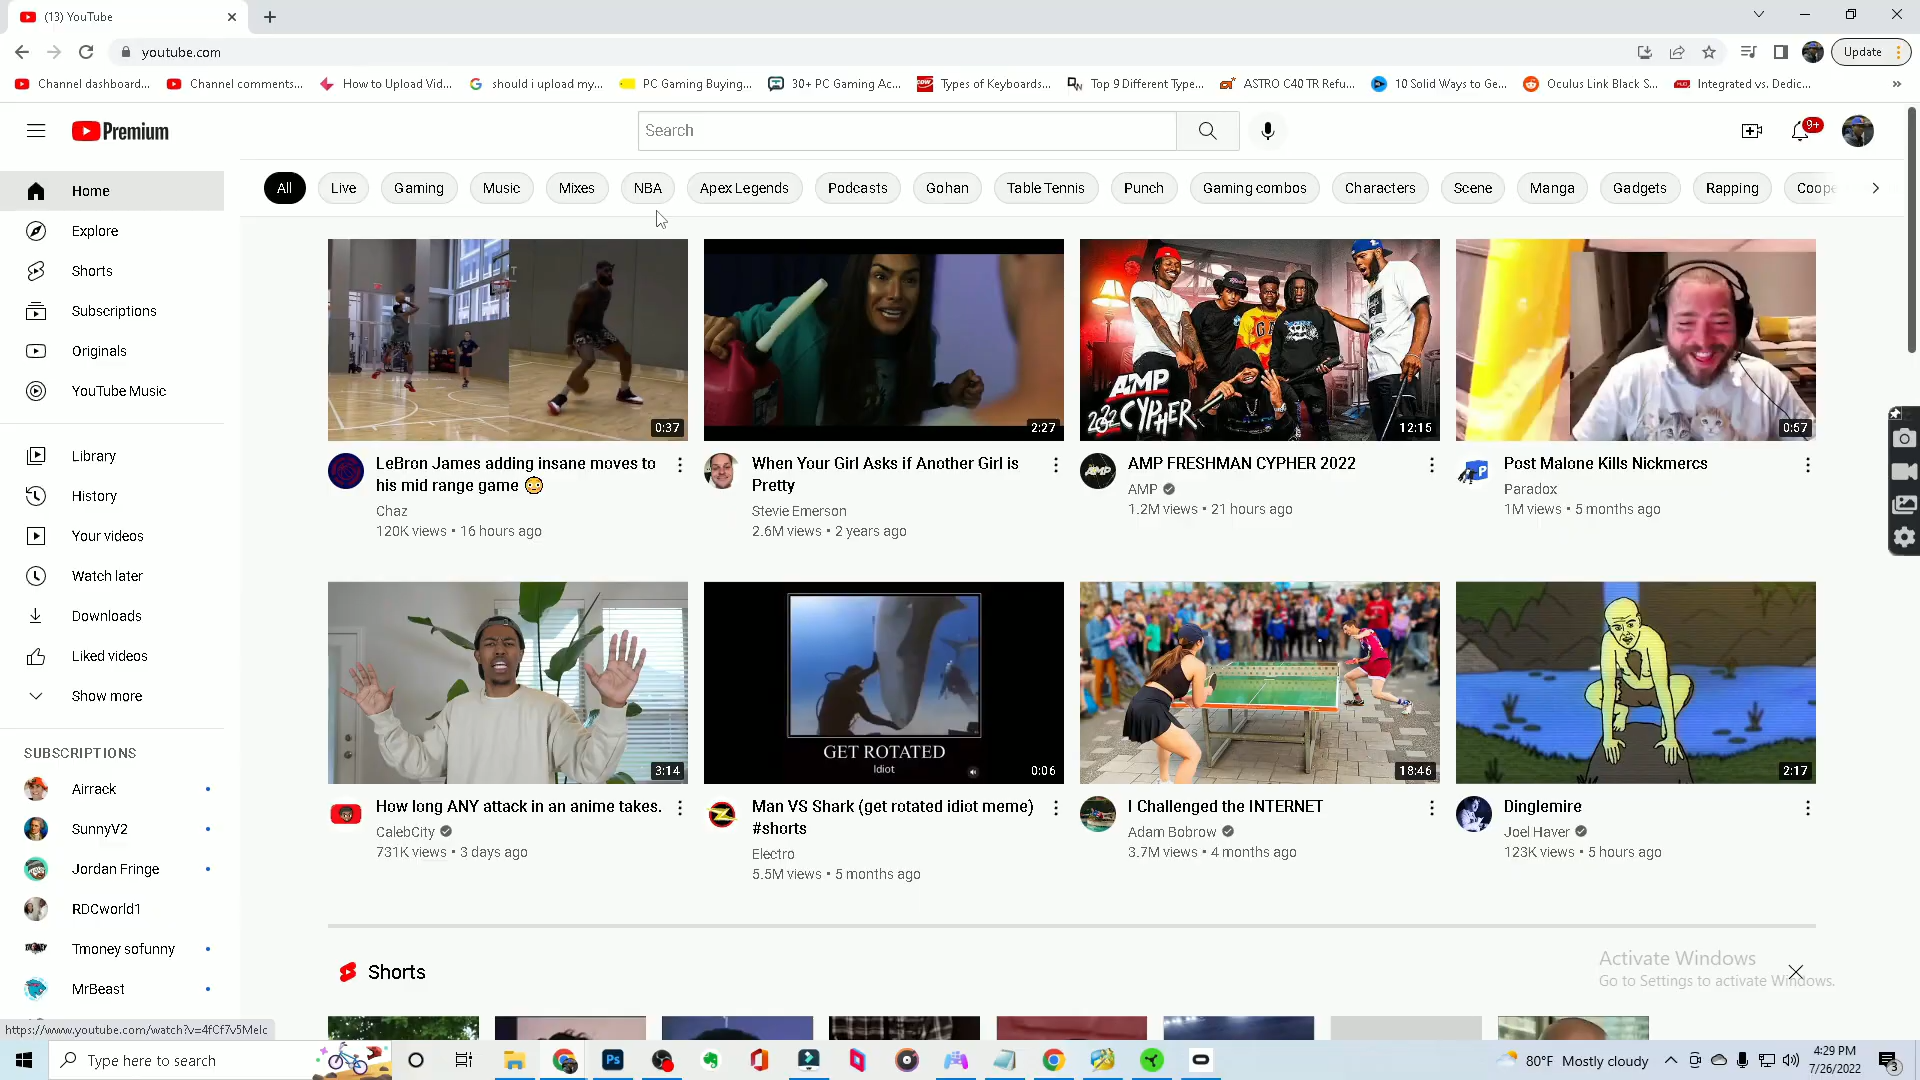 (13) YouTube
youtube.com
Update
Channel dashboard...
Channel comments...
How to Upload Vid...
should i upload my...
PC Gaming Buying...
30+ PC Gaming Ac...
Types of Keyboards...
Top 9 Different Type...
ASTRO C40 TR Refu...
10 Solid Ways to Ge...
Oculus Link Black S...
Integrated vs. Dedic...
Premium
Search
9+
All
Live
Gaming
Music
Mixes
NBA
Apex Legends
Podcasts
Gohan
Table Tennis
Punch
Gaming combos
Characters
Scene
Manga
Gadgets
Rapping
Coope
Home
Explore
Shorts
Subscriptions
Originals
YouTube Music
Library
History
Your videos
Watch later
Downloads
Liked videos
Show more
SUBSCRIPTIONS
Airrack
SunnyV2
Jordan Fringe
RDCworld1
Tmoney sofunny
MrBeast
0:37
LeBron James adding insane moves to
his mid range game 😳
Chaz
120K views • 16 hours ago
2:27
When Your Girl Asks if Another Girl is
Pretty
Stevie Emerson
2.6M views • 2 years ago
AMP
2022 CYPHER
12:15
AMP FRESHMAN CYPHER 2022
AMP
1.2M views • 21 hours ago
0:57
Post Malone Kills Nickmercs
Paradox
1M views • 5 months ago
3:14
How long ANY attack in an anime takes.
CalebCity
731K views • 3 days ago
GET ROTATED
Idiot
0:06
Man VS Shark (get rotated idiot meme)
#shorts
Electro
5.5M views • 5 months ago
18:46
I Challenged the INTERNET
Adam Bobrow
3.7M views • 4 months ago
2:17
Dinglemire
Joel Haver
123K views • 5 hours ago
Shorts
Activate Windows
Go to Settings to activate Windows.
https://www.youtube.com/watch?v=4fCf7v5MeIc
Type here to search
Ps
80°F Mostly cloudy
4:29 PM
7/26/2022
3